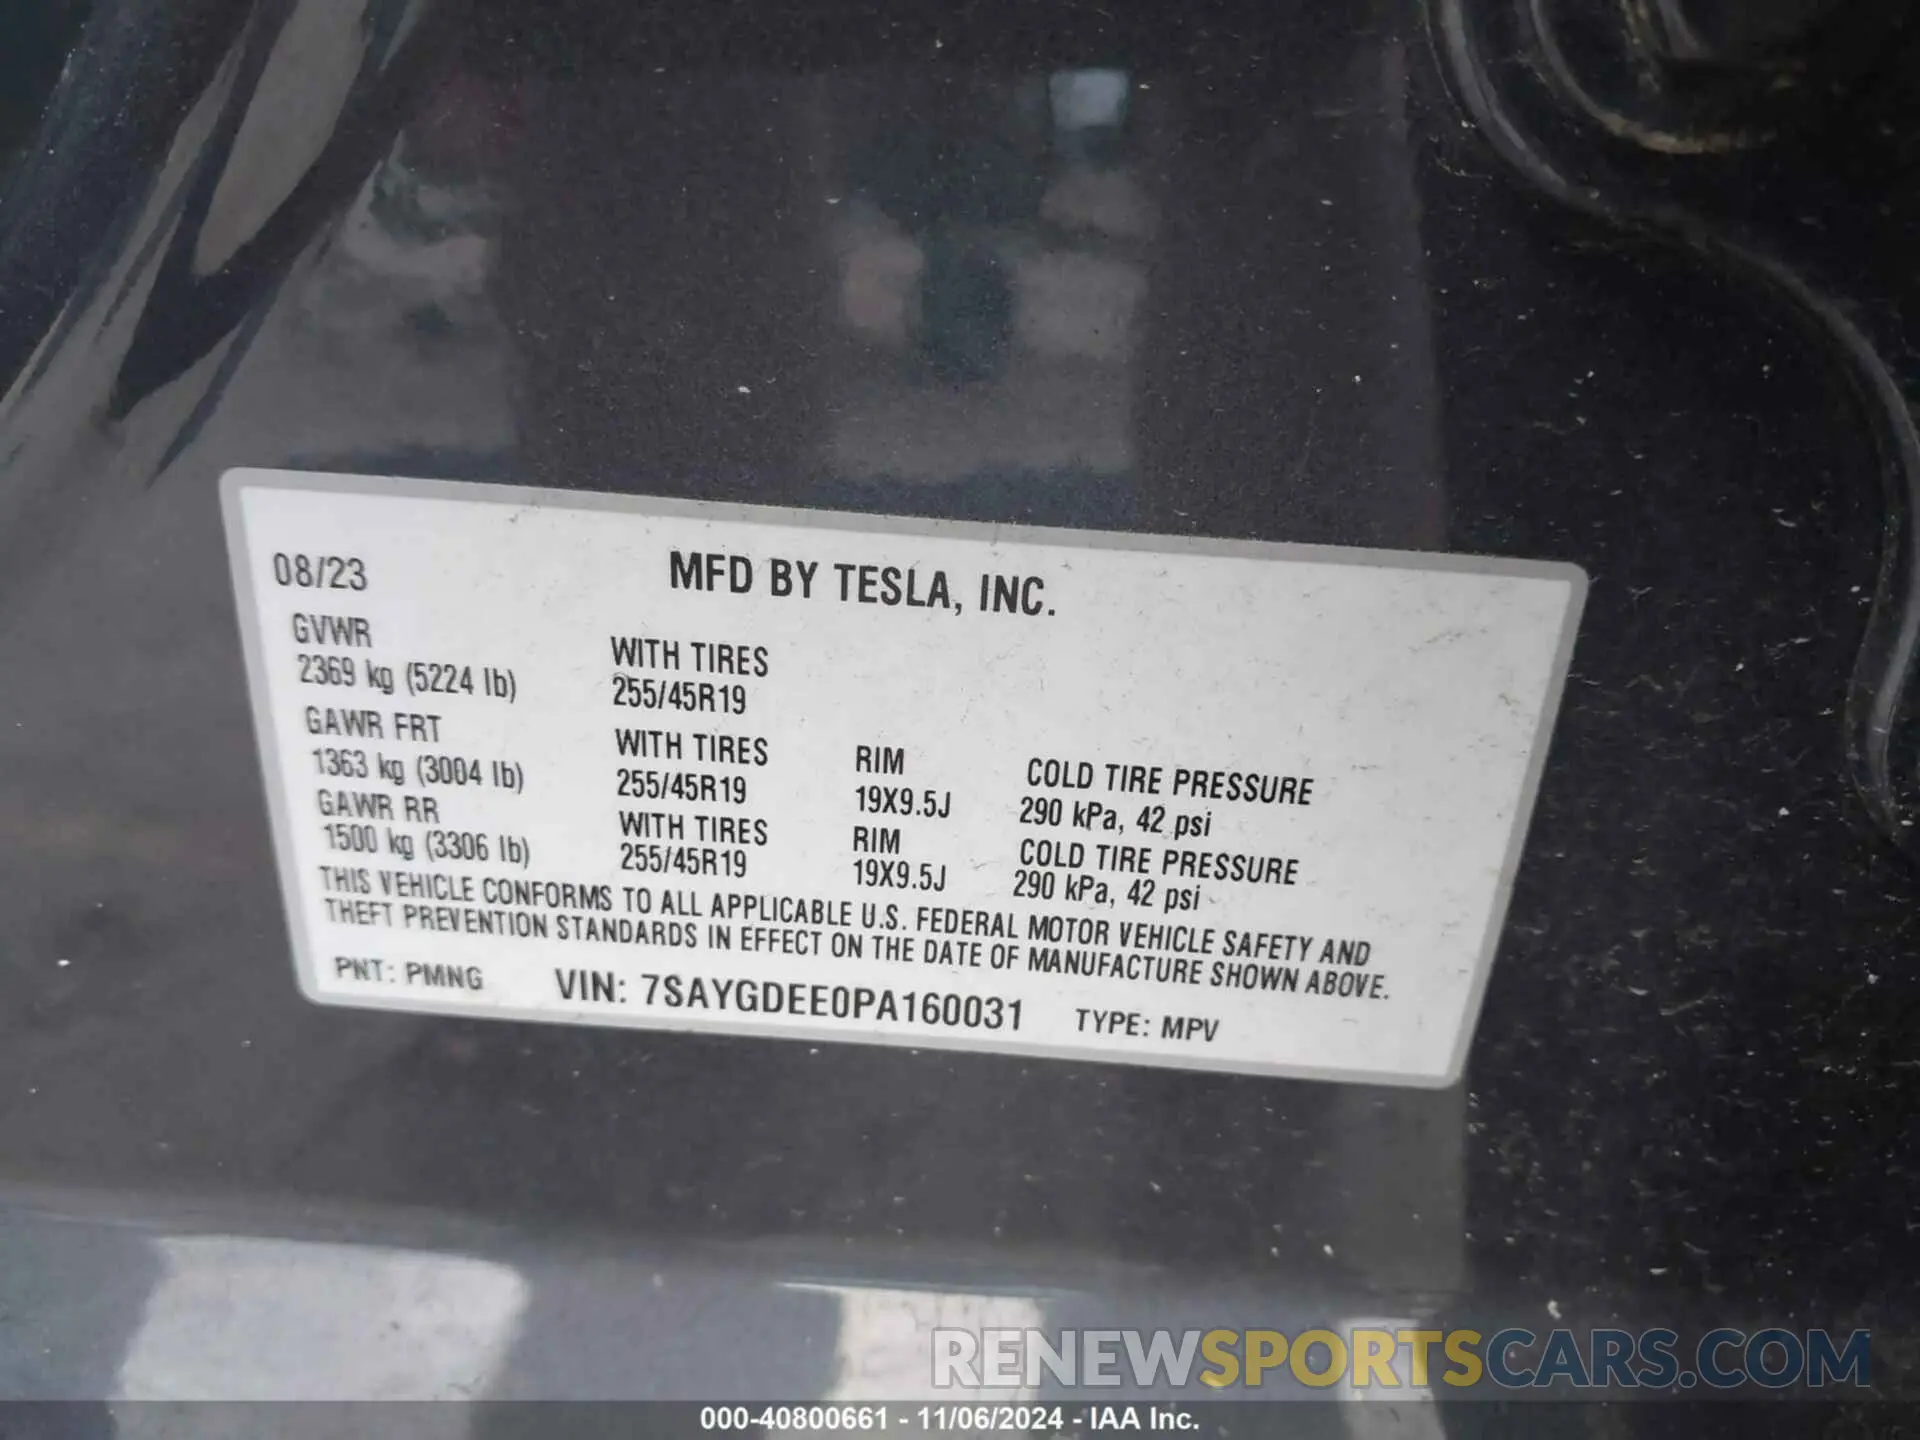 08/23 MFD BY TESLA, INC.
GVWR WITH TIRES
2369 kg (5224 lb) 255/45R19
GAWR FRT WITH TIRES RIM COLD TIRE PRESSURE
1363 kg (3004 lb) 255/45R19 19X9.5J 290 kPa, 42 psi
GAWR RR WITH TIRES RIM COLD TIRE PRESSURE
1500 kg (3306 lb) 255/45R19 19X9.5J 290 kPa, 42 psi
THIS VEHICLE CONFORMS TO ALL APPLICABLE U.S. FEDERAL MOTOR VEHICLE SAFETY AND
THEFT PREVENTION STANDARDS IN EFFECT ON THE DATE OF MANUFACTURE SHOWN ABOVE.
PNT: PMNG VIN: 7SAYGDEE0PA160031 TYPE: MPV
RENEWSPORTSCARS.COM
000-40800661 - 11/06/2024 - IAA Inc.